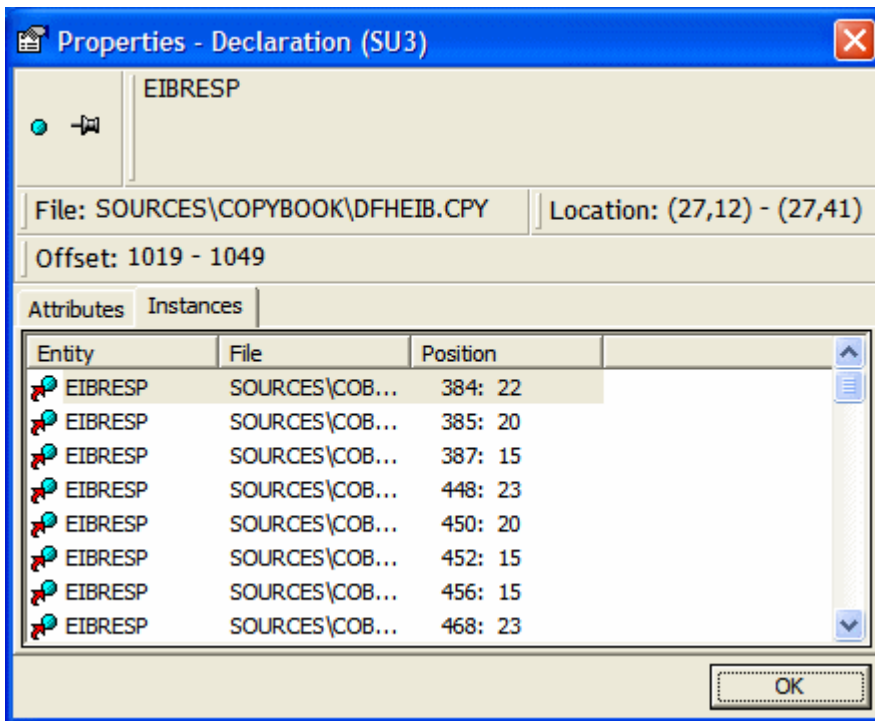 Properties - Declaration (SU3)
EIBRESP
File: SOURCES\COPYBOOK\DFHEIB.CPY Location: (27,12) - (27,41)
Offset: 1019 - 1049
Attributes Instances
Entity File Position
EIBRESP SOURCES\COB... 384: 22
EIBRESP SOURCES\COB... 385: 20
EIBRESP SOURCES\COB... 387: 15
EIBRESP SOURCES\COB... 448: 23
EIBRESP SOURCES\COB... 450: 20
EIBRESP SOURCES\COB... 452: 15
EIBRESP SOURCES\COB... 456: 15
EIBRESP SOURCES\COB... 468: 23
OK